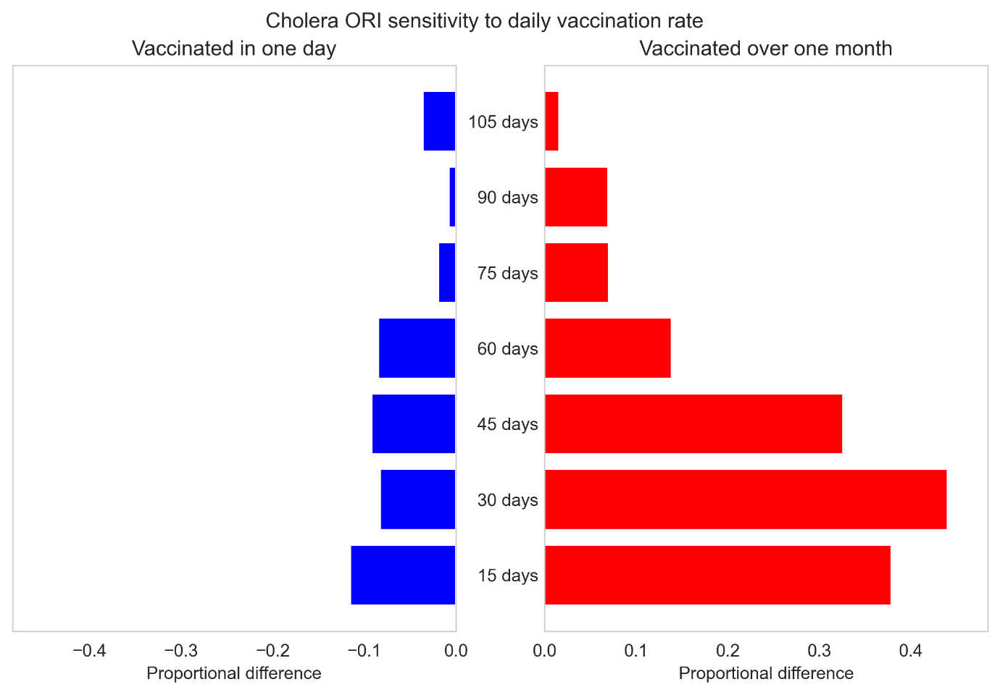 Cholera ORI sensitivity to daily vaccination rate
Vaccinated in one day
Vaccinated over one month
105 days
90 days
75 days
60 days
45 days
30 days
15 days
−0.4 −0.3 −0.2 −0.1 0.0
0.0 0.1 0.2 0.3 0.4
Proportional difference
Proportional difference